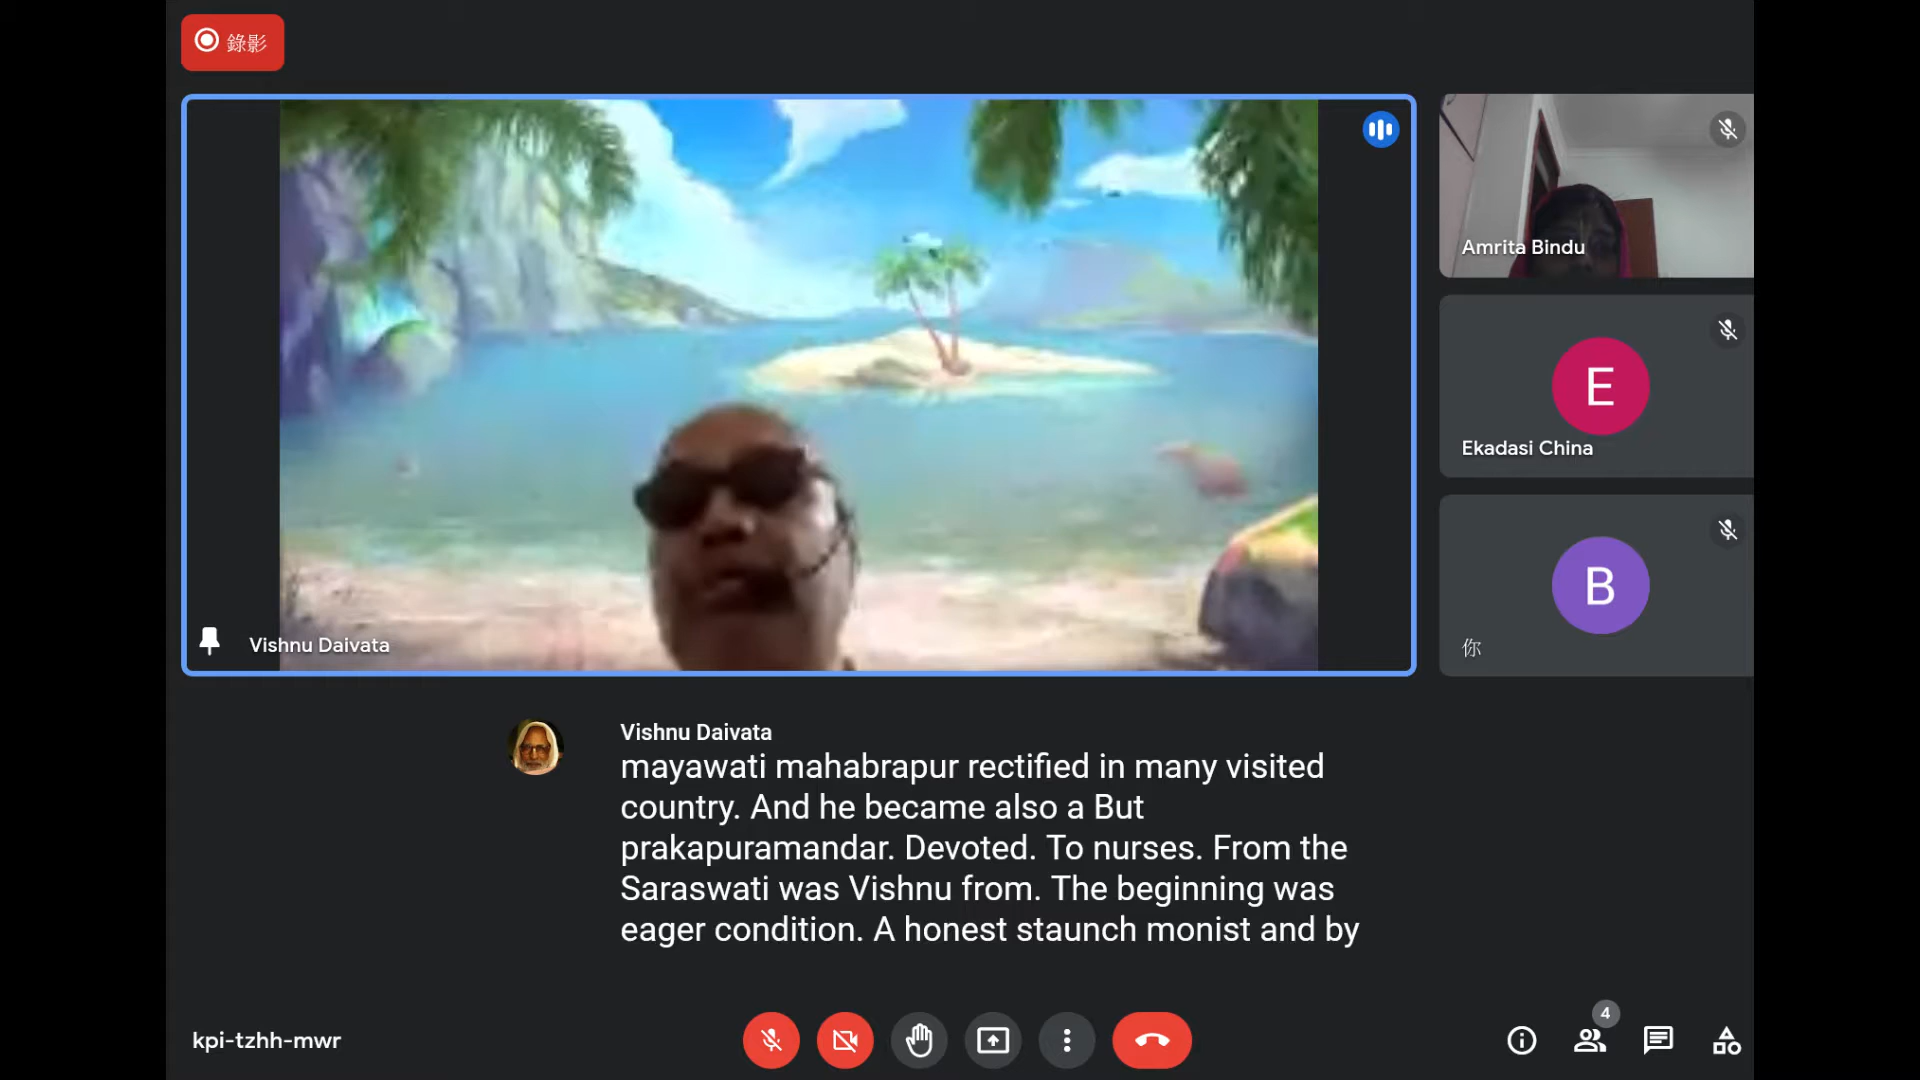 錄影
Amrita Bindu
E
Ekadasi China
B
你
Vishnu Daivata
Vishnu Daivata
mayawati mahabrapur rectified in many visited
country. And he became also a But
prakapuramandar. Devoted. To nurses. From the
Saraswati was Vishnu from. The beginning was
eager condition. A honest staunch monist and by
kpi-tzhh-mwr
4